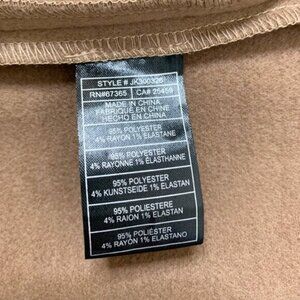 STYLE # JK300326I
RN#67365 CA# 25459
MADE IN CHINA
FABRIQUÉ EN CHINE
HECHO EN CHINA
95% POLYESTER
4% RAYON 1% ELASTANE
95% POLYESTER
4% RAYONNE 1% ÉLASTHANNE
95% POLYESTER
4% KUNSTSEIDE 1% ELASTAN
95% POLIESTERE
4% RAION 1% ELASTAN
95% POLIÉSTER
4% RAYÓN 1% ELASTANO